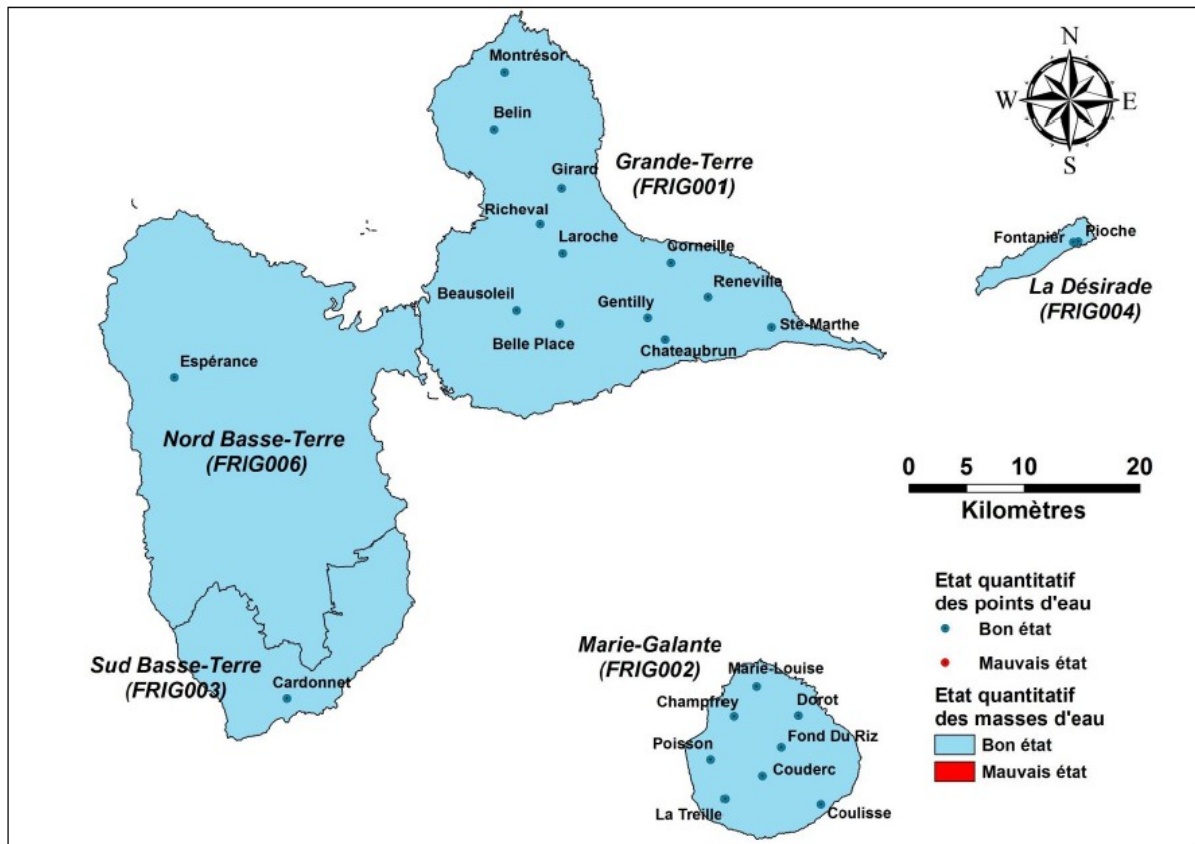 Montrésor
Belin
Grande-Terre
(FRIG001)
Girard
Richeval
Laroche
Corneille
Reneville
Beausoleil
Gentilly
Belle Place
Chateaubrun
Ste-Marthe
N
W
E
S
Fontanier
Pioche
La Désirade
(FRIG004)
Espérance
Nord Basse-Terre
(FRIG006)
Sud Basse-Terre
(FRIG003)
Cardonnet
0 5 10 20
Kilomètres
Marie-Galante
(FRIG002)
Marie-Louise
Champfrey
Dorot
Poisson
Fond Du Riz
Couderc
La Treille
Coulisse
Etat quantitatif
des points d'eau
Bon état
Mauvais état
Etat quantitatif
des masses d'eau
Bon état
Mauvais état